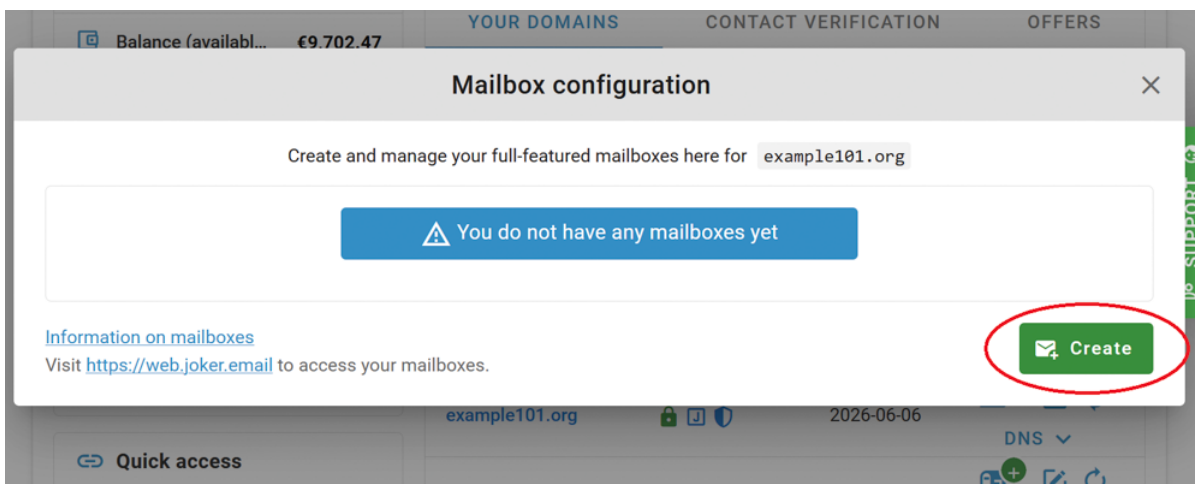 YOUR DOMAINS CONTACT VERIFICATION OFFERS
Balance (availabl... €9,702.47
Mailbox configuration
Create and manage your full-featured mailboxes here for example101.org
SUPPORT
You do not have any mailboxes yet
Information on mailboxes
Visit https://web.joker.email to access your mailboxes.
Create
example101.org J 2026-06-06
DNS
Quick access